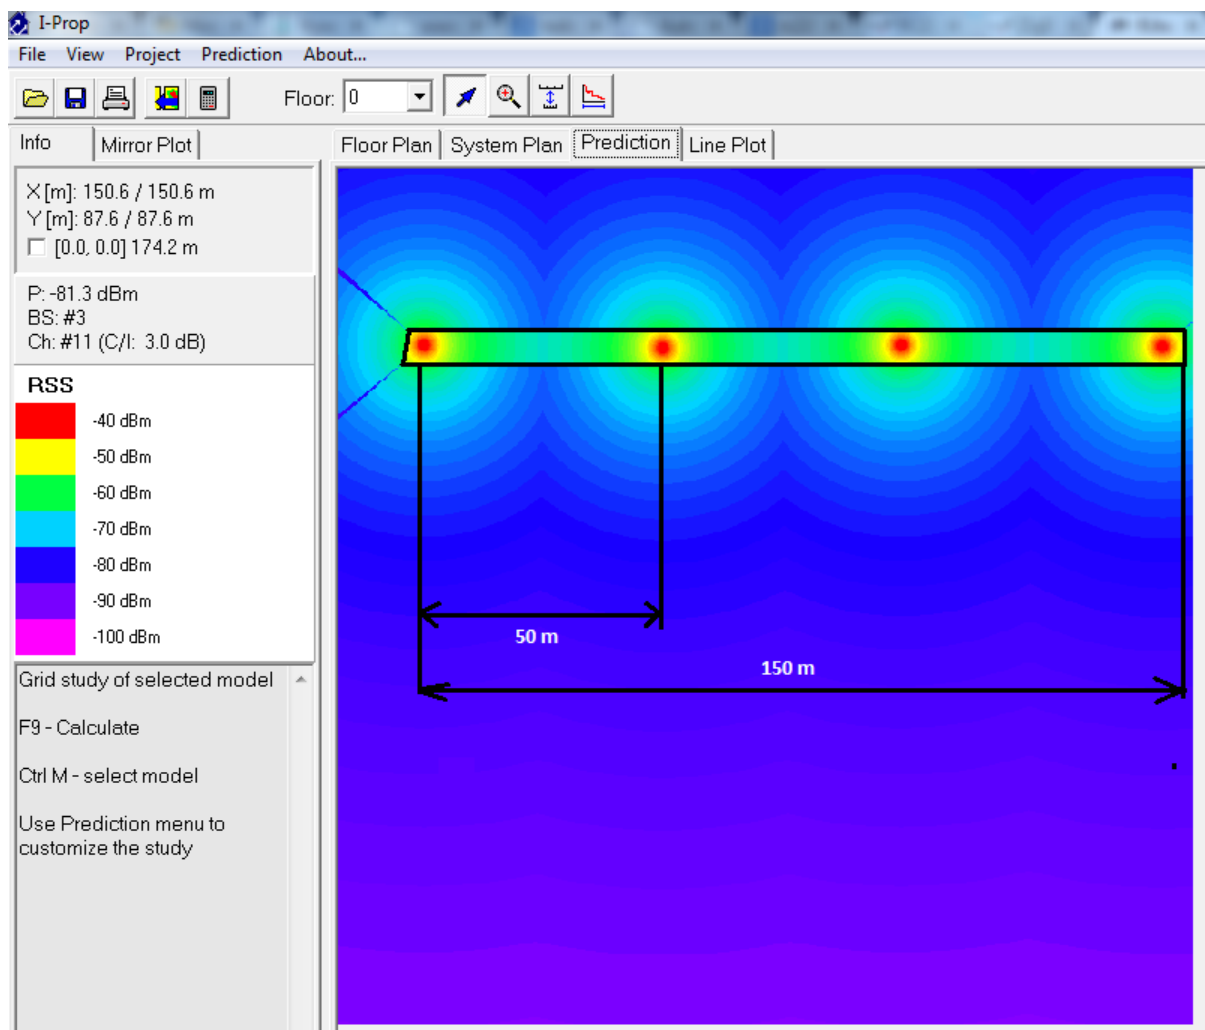 I-Prop
File View Project Prediction About...
Floor: 0
Info Mirror Plot
Floor Plan System Plan Prediction Line Plot
X [m]: 150.6 / 150.6 m
Y [m]: 87.6 / 87.6 m
[0.0, 0.0] 174.2 m
P: -81.3 dBm
BS: #3
Ch: #11 (C/I: 3.0 dB)
RSS
-40 dBm
-50 dBm
-60 dBm
-70 dBm
-80 dBm
-90 dBm
-100 dBm
Grid study of selected model
F9 - Calculate
Ctrl M - select model
Use Prediction menu to
customize the study
50 m
150 m